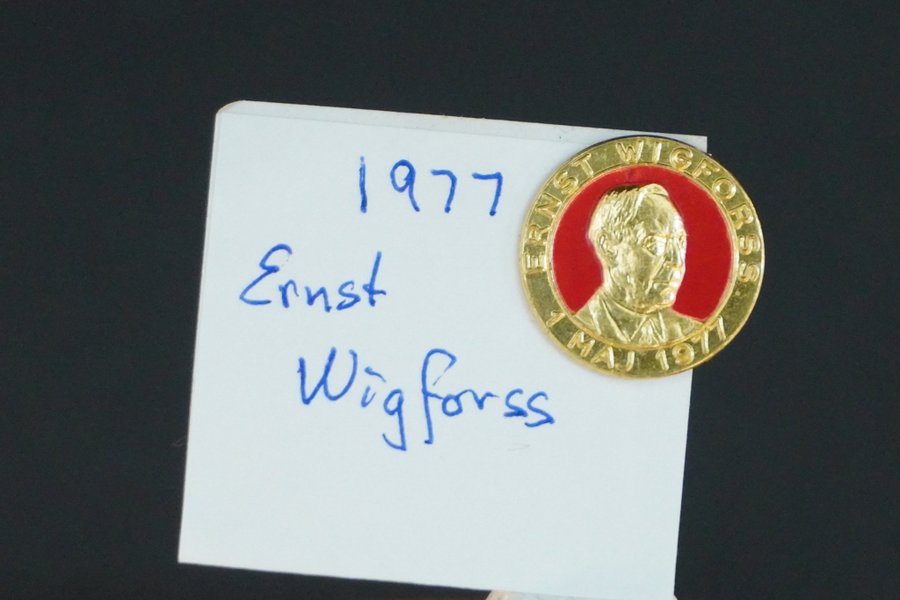 1977
Ernst
Wigforss
ERNST WIGFORSS
1 MAJ 1977